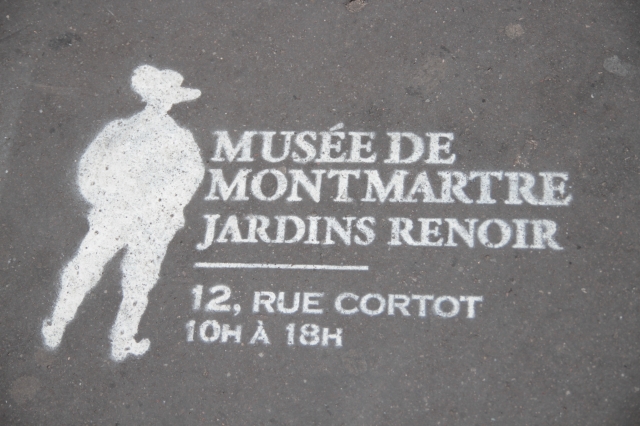 MUSÉE DE
MONTMARTRE
JARDINS RENOIR
12, RUE CORTOT
10H À 18H